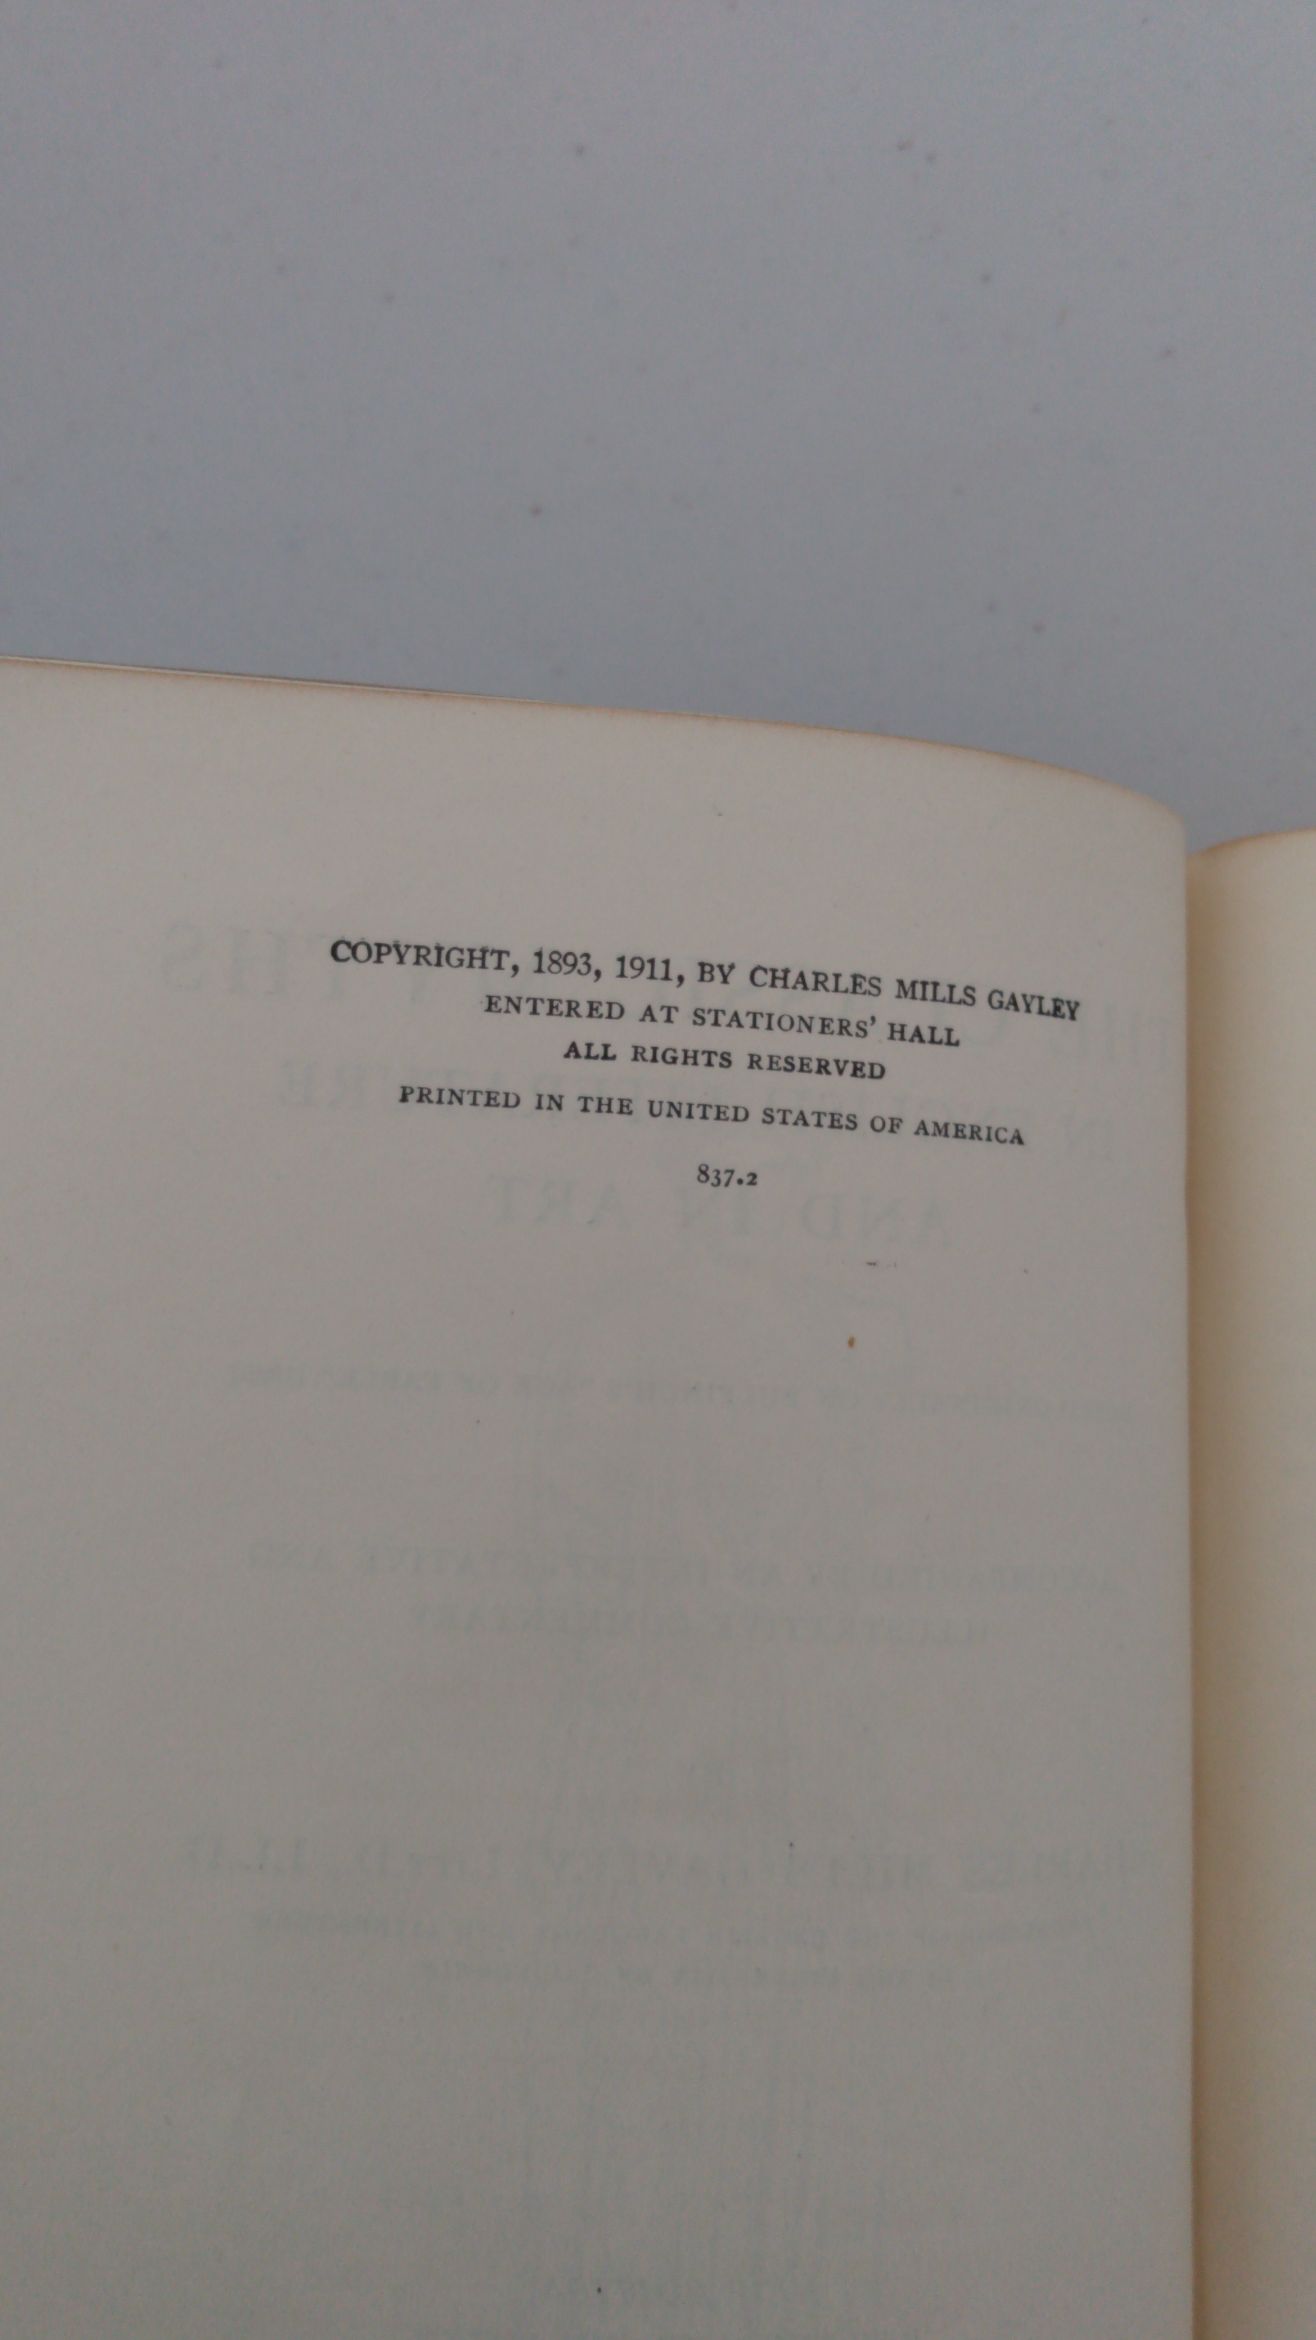 COPYRIGHT, 1893, 1911, BY CHARLES MILLS GAYLEY
ENTERED AT STATIONERS' HALL
ALL RIGHTS RESERVED
PRINTED IN THE UNITED STATES OF AMERICA
837.2